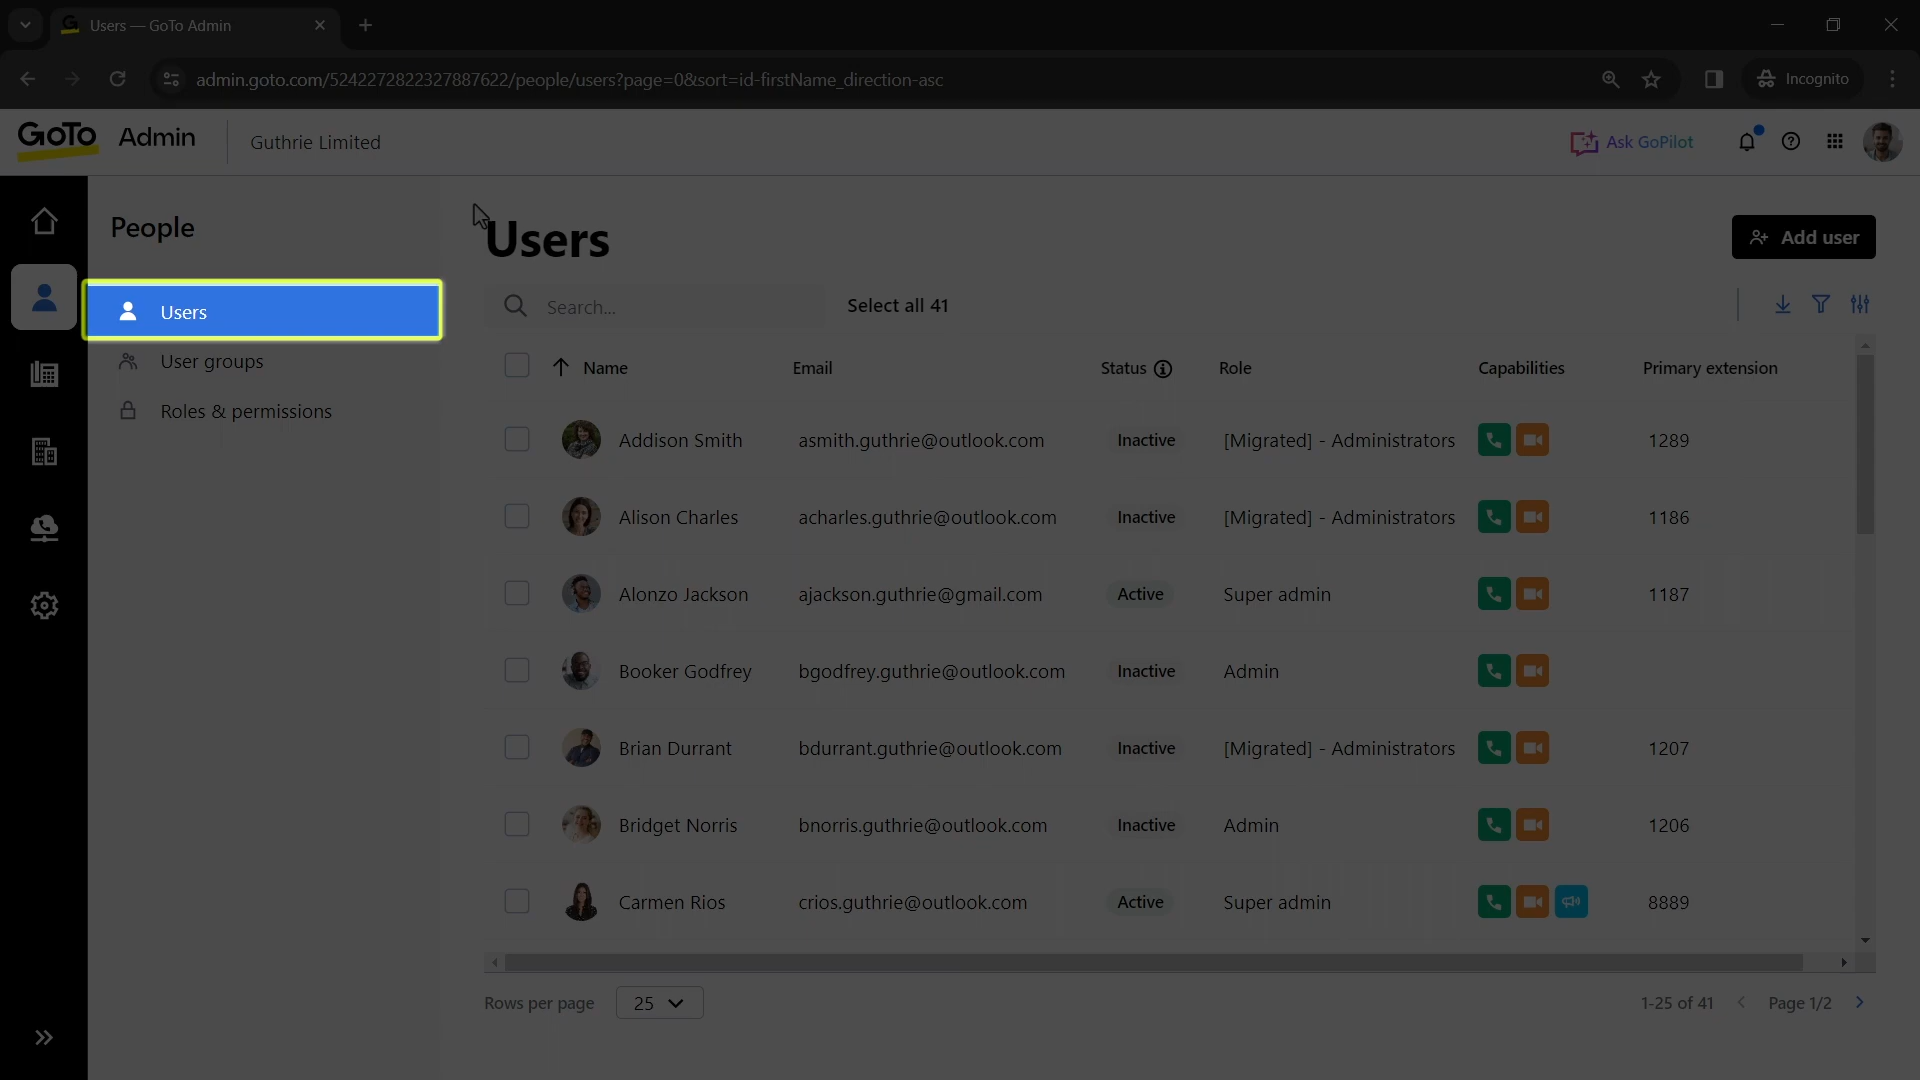 Users — GoTo Admin
admin.goto.com/5242272822327887622/people/users?page=0&sort=id-firstName_direction-asc
Incognito
GoTo Admin
Guthrie Limited
Ask GoPilot
People
Users
User groups
Roles & permissions
Users
Add user
Search...
Select all 41
Name Email Status Role Capabilities Primary extension
Addison Smith asmith.guthrie@outlook.com Inactive [Migrated] - Administrators 1289
Alison Charles acharles.guthrie@outlook.com Inactive [Migrated] - Administrators 1186
Alonzo Jackson ajackson.guthrie@gmail.com Active Super admin 1187
Booker Godfrey bgodfrey.guthrie@outlook.com Inactive Admin
Brian Durrant bdurrant.guthrie@outlook.com Inactive [Migrated] - Administrators 1207
Bridget Norris bnorris.guthrie@outlook.com Inactive Admin 1206
Carmen Rios crios.guthrie@outlook.com Active Super admin 8889
Rows per page 25
1-25 of 41 Page 1/2